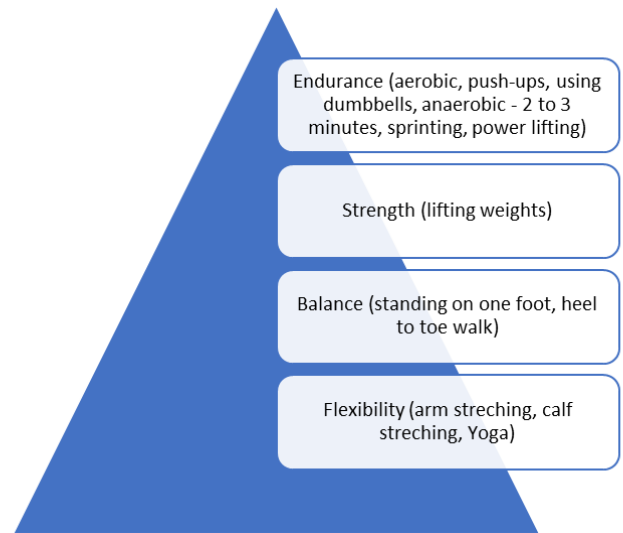 Endurance (aerobic, push-ups, using
dumbbells, anaerobic - 2 to 3
minutes, sprinting, power lifting)
Strength (lifting weights)
Balance (standing on one foot, heel
to toe walk)
Flexibility (arm streching, calf
streching, Yoga)